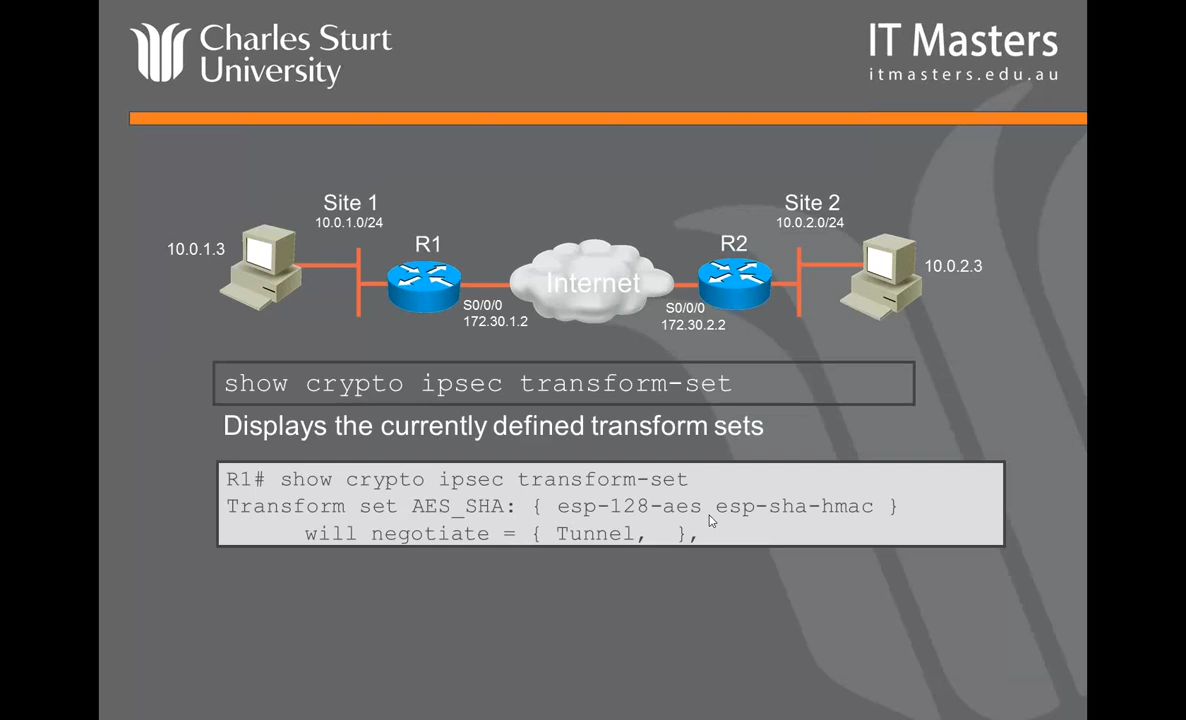 Charles Sturt
University
IT Masters
itmasters.edu.au
Site 1
10.0.1.0/24
Site 2
10.0.2.0/24
10.0.1.3
R1
Internet
R2
10.0.2.3
S0/0/0
172.30.1.2
S0/0/0
172.30.2.2
show crypto ipsec transform-set
Displays the currently defined transform sets
R1# show crypto ipsec transform-set
Transform set AES_SHA: { esp-128-aes esp-sha-hmac }
will negotiate = { Tunnel, },